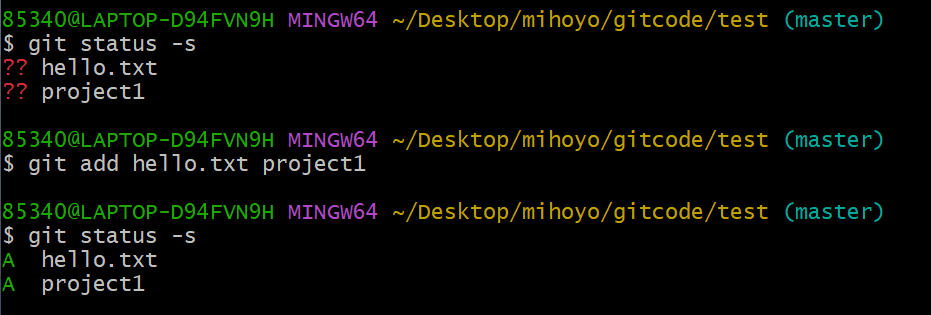 85340@LAPTOP-D94FVN9H MINGW64 ~/Desktop/mihoyo/gitcode/test (master)
$ git status -s
?? hello.txt
?? project1
85340@LAPTOP-D94FVN9H MINGW64 ~/Desktop/mihoyo/gitcode/test (master)
$ git add hello.txt project1
85340@LAPTOP-D94FVN9H MINGW64 ~/Desktop/mihoyo/gitcode/test (master)
$ git status -s
A  hello.txt
A  project1